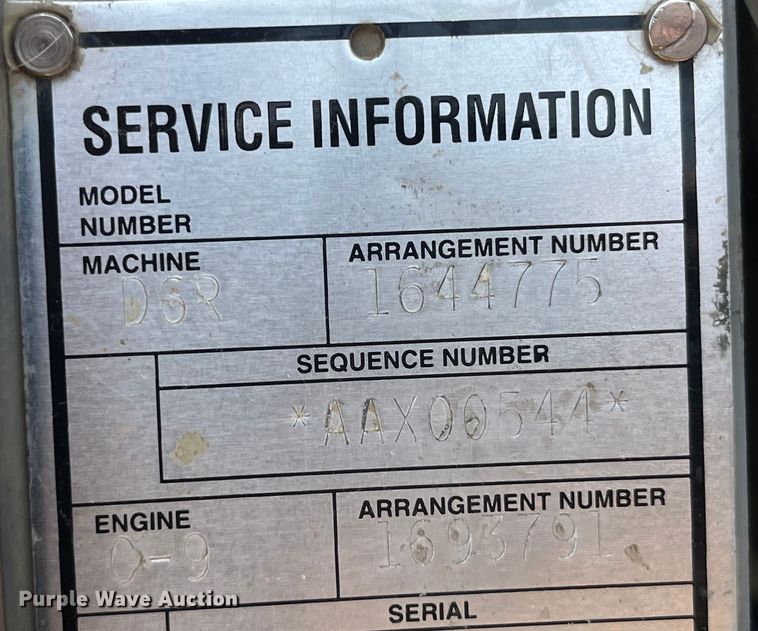 SERVICE INFORMATION
MODEL
NUMBER
MACHINE
ARRANGEMENT NUMBER
D6R
1644775
SEQUENCE NUMBER
*AAX00544*
ENGINE
ARRANGEMENT NUMBER
C-9
1693791
Purple Wave Auction
SERIAL